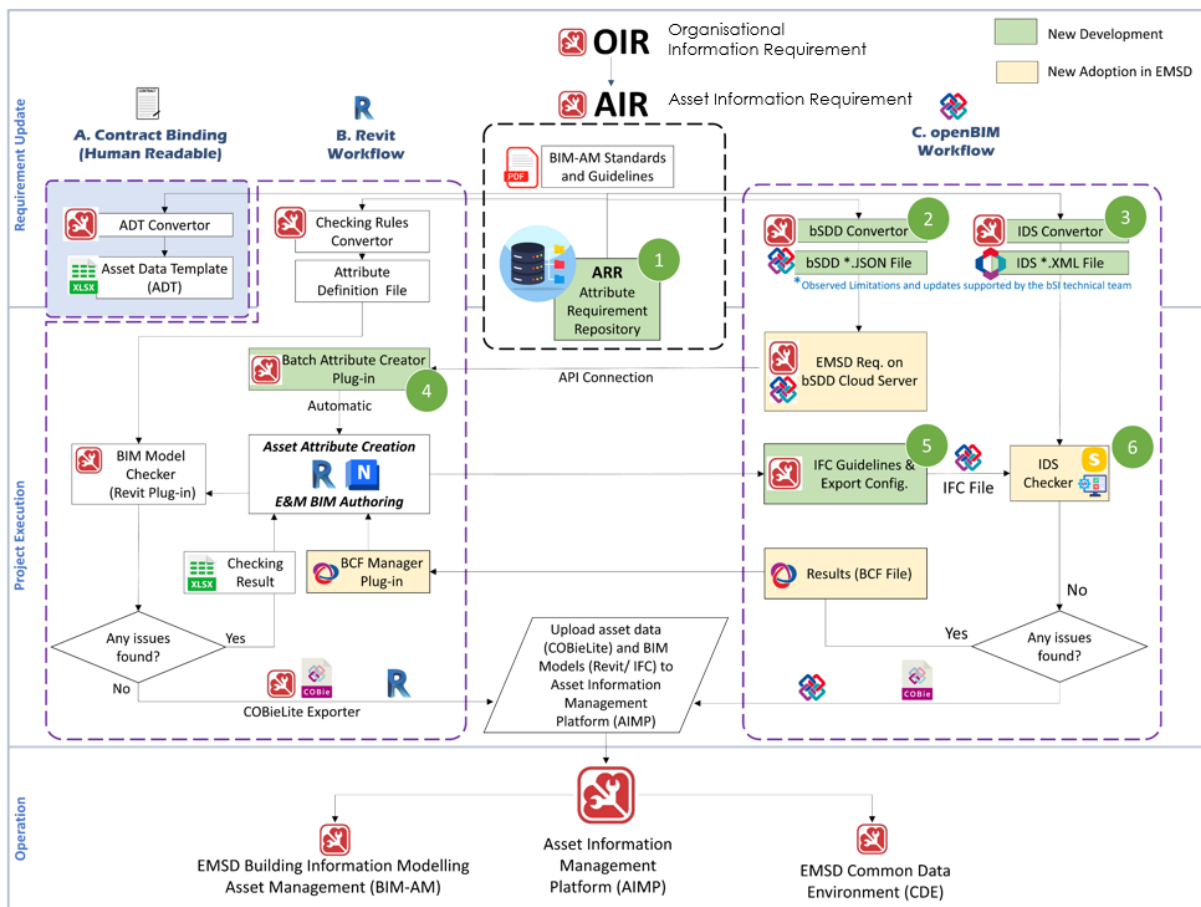 OIR
Organisational
Information Requirement
New Development
New Adoption in EMSD
AIR
Asset Information Requirement
Requirement Update
CONTRACT
A. Contract Binding
(Human Readable)
R
B. Revit
Workflow
C. openBIM
Workflow
PDF
BIM-AM Standards
and Guidelines
ADT Convertor
XLSX
Asset Data Template
(ADT)
Checking Rules
Convertor
Attribute
Definition File
1
ARR
Attribute
Requirement
Repository
2
bSDD Convertor
bSDD *.JSON File
3
IDS Convertor
IDS *.XML File
*Observed Limitations and updates supported by the bSI technical team
Project Execution
Batch Attribute Creator
Plug-in
4
Automatic
API Connection
EMSD Req. on
bSDD Cloud Server
BIM Model
Checker
(Revit Plug-in)
Asset Attribute Creation
R
N
E&M BIM Authoring
5
IFC Guidelines &
Export Config.
IFC File
6
IDS
Checker
S
XLSX
Checking
Result
BCF Manager
Plug-in
Results (BCF File)
No
Any issues
found?
Yes
Upload asset data
(COBieLite) and BIM
Models (Revit/ IFC) to
Asset Information
Management
Platform (AIMP)
Yes
Any issues
found?
No
COBie
R
COBieLite Exporter
COBie
Operation
EMSD Building Information Modelling
Asset Management (BIM-AM)
Asset Information
Management
Platform (AIMP)
EMSD Common Data
Environment (CDE)